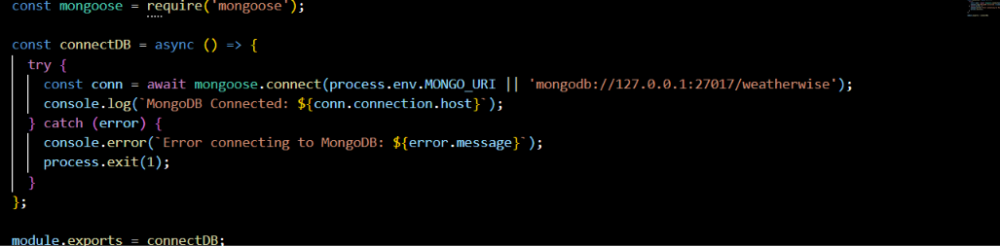 const mongoose = require('mongoose');
const connectDB = async () => {
try {
const conn = await mongoose.connect(process.env.MONGO_URI || 'mongodb://127.0.0.1:27017/weatherwise');
console.log(`MongoDB Connected: ${conn.connection.host}`);
} catch (error) {
console.error(`Error connecting to MongoDB: ${error.message}`);
process.exit(1);
}
};
module.exports = connectDB;